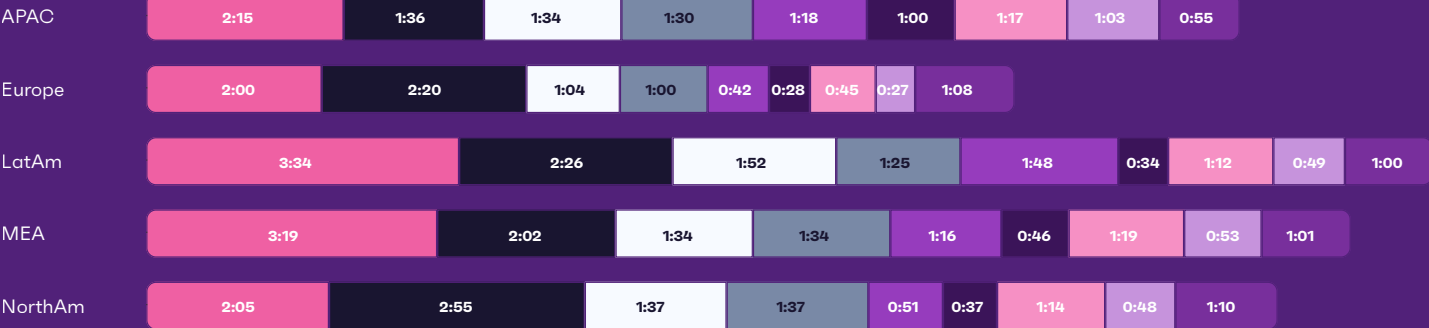 APAC 2:15 1:36 1:34 1:30 1:18 1:00 1:17 1:03 0:55
Europe 2:00 2:20 1:04 1:00 0:42 0:28 0:45 0:27 1:08
LatAm 3:34 2:26 1:52 1:25 1:48 0:34 1:12 0:49 1:00
MEA 3:19 2:02 1:34 1:34 1:16 0:46 1:19 0:53 1:01
NorthAm 2:05 2:55 1:37 1:37 0:51 0:37 1:14 0:48 1:10